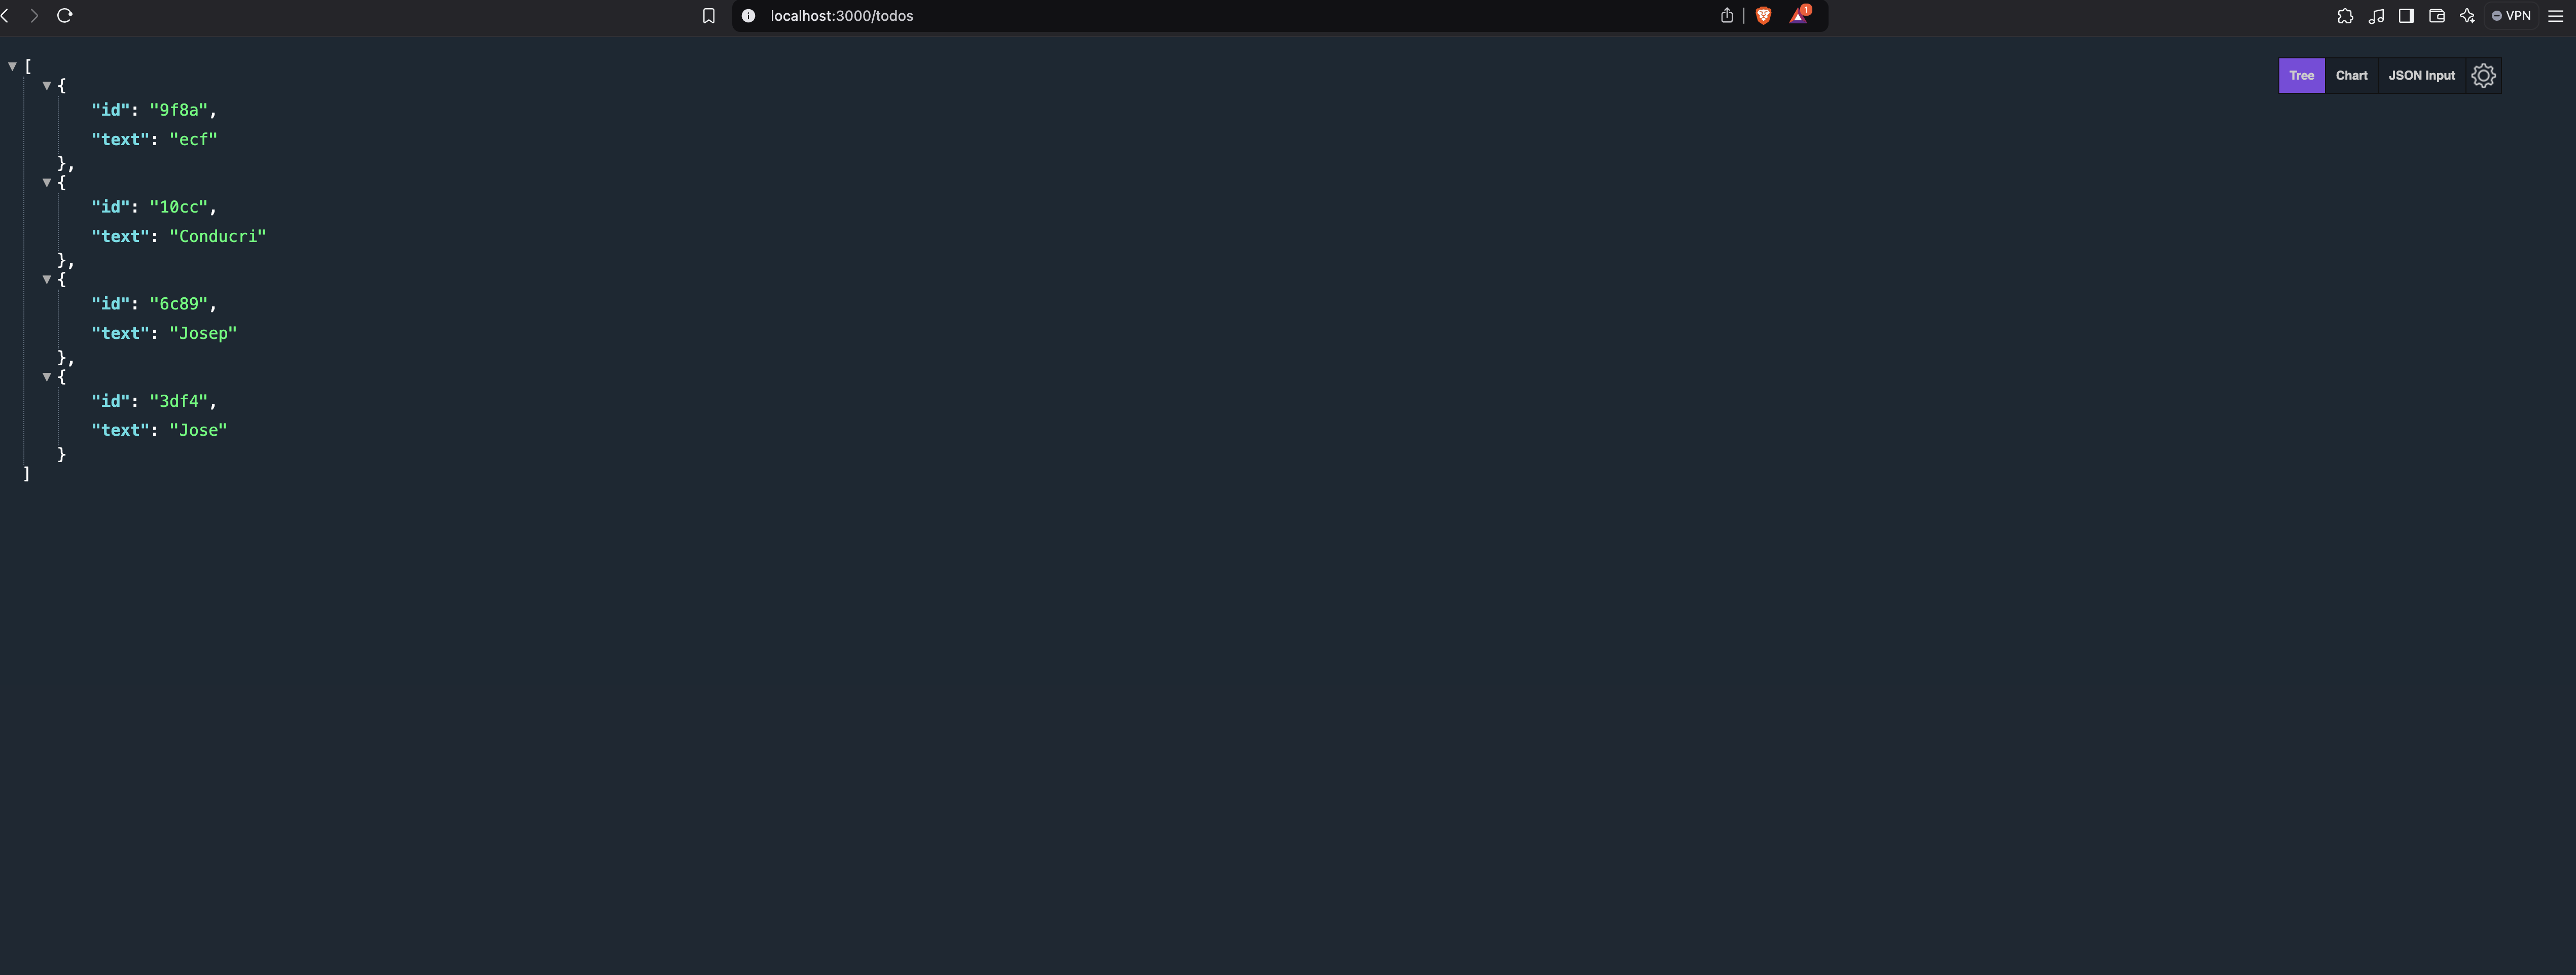 localhost:3000/todos
1
VPN
Tree Chart JSON Input
[
{
"id": "9f8a",
"text": "ecf"
},
{
"id": "10cc",
"text": "Conducri"
},
{
"id": "6c89",
"text": "Josep"
},
{
"id": "3df4",
"text": "Jose"
}
]